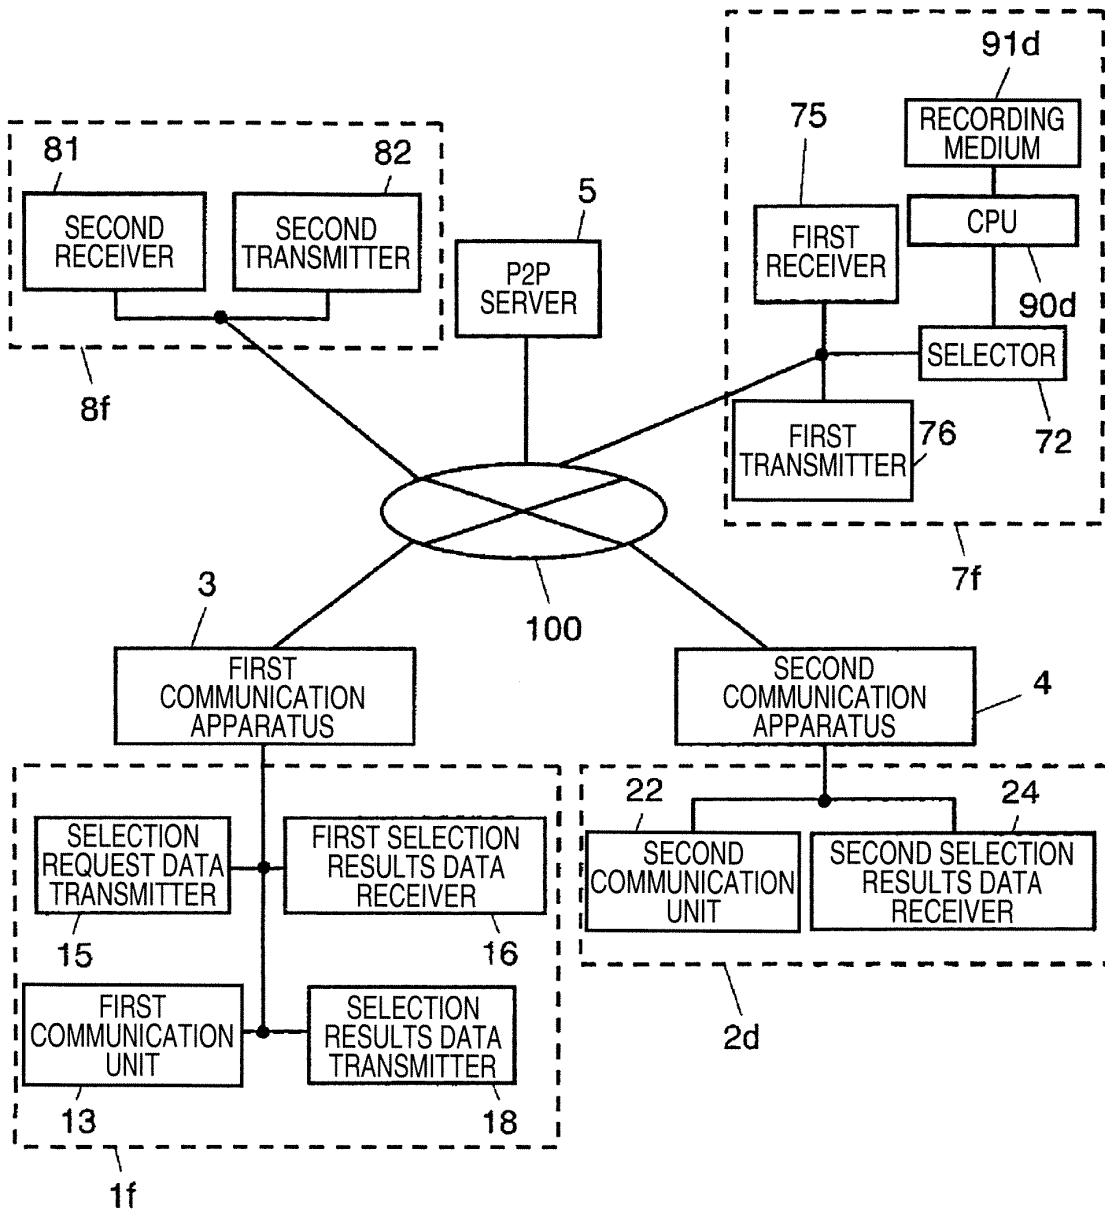 91d
RECORDING
MEDIUM
75
81
82
5
SECOND
RECEIVER
SECOND
TRANSMITTER
P2P
SERVER
FIRST
RECEIVER
CPU
90d
SELECTOR
8f
72
FIRST
TRANSMITTER
76
7f
100
3
FIRST
COMMUNICATION
APPARATUS
SECOND
COMMUNICATION
APPARATUS
4
22
24
SELECTION
REQUEST DATA
TRANSMITTER
FIRST SELECTION
RESULTS DATA
RECEIVER
SECOND
COMMUNICATION
UNIT
SECOND SELECTION
RESULTS DATA
RECEIVER
15
16
FIRST
COMMUNICATION
UNIT
SELECTION
RESULTS DATA
TRANSMITTER
2d
13
18
1f